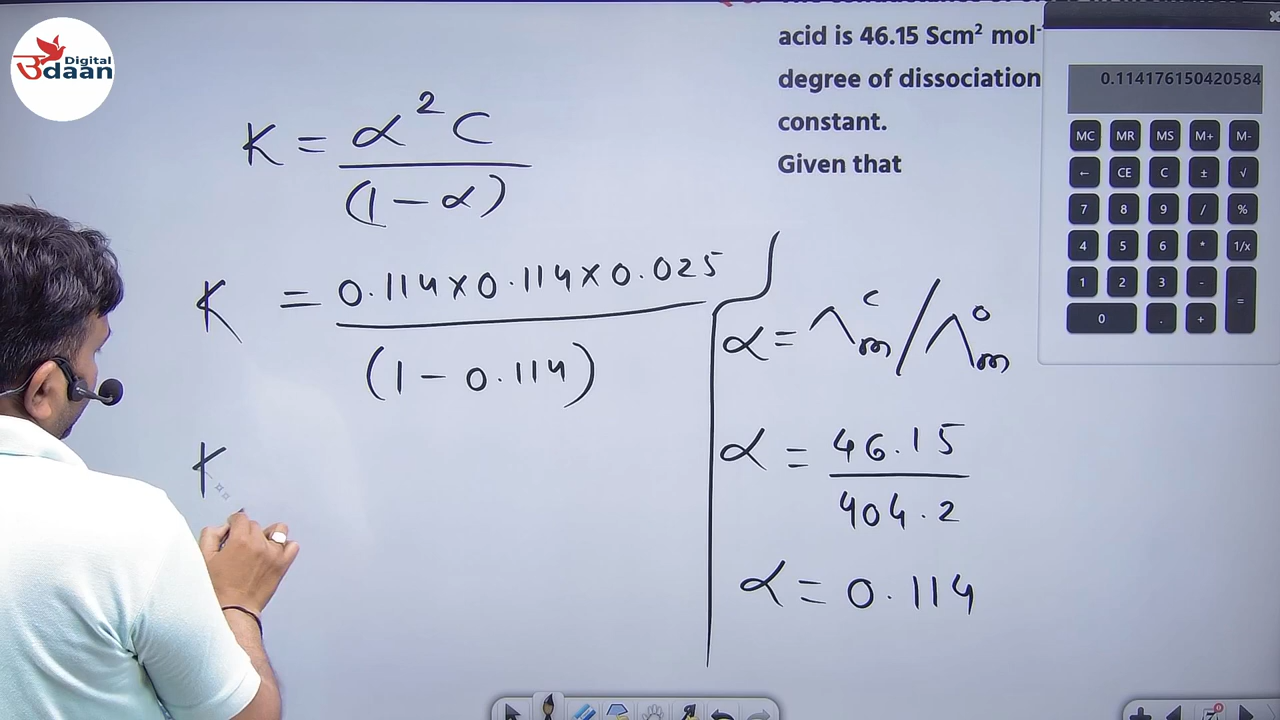 Digital
उdaan
acid is 46.15 Scm² mol⁻
degree of dissociation
constant.
Given that
0.114176150420584
MC MR MS M+ M-
← CE C ± √
7 8 9 / %
4 5 6 * 1/x
1 2 3 - =
0 . +
K = α²C / (1 - α)
K = 0.114 x 0.114 x 0.025 / (1 - 0.114)
K
α = Λₘᶜ / Λₘ⁰
α = 46.15 / 404.2
α = 0.114